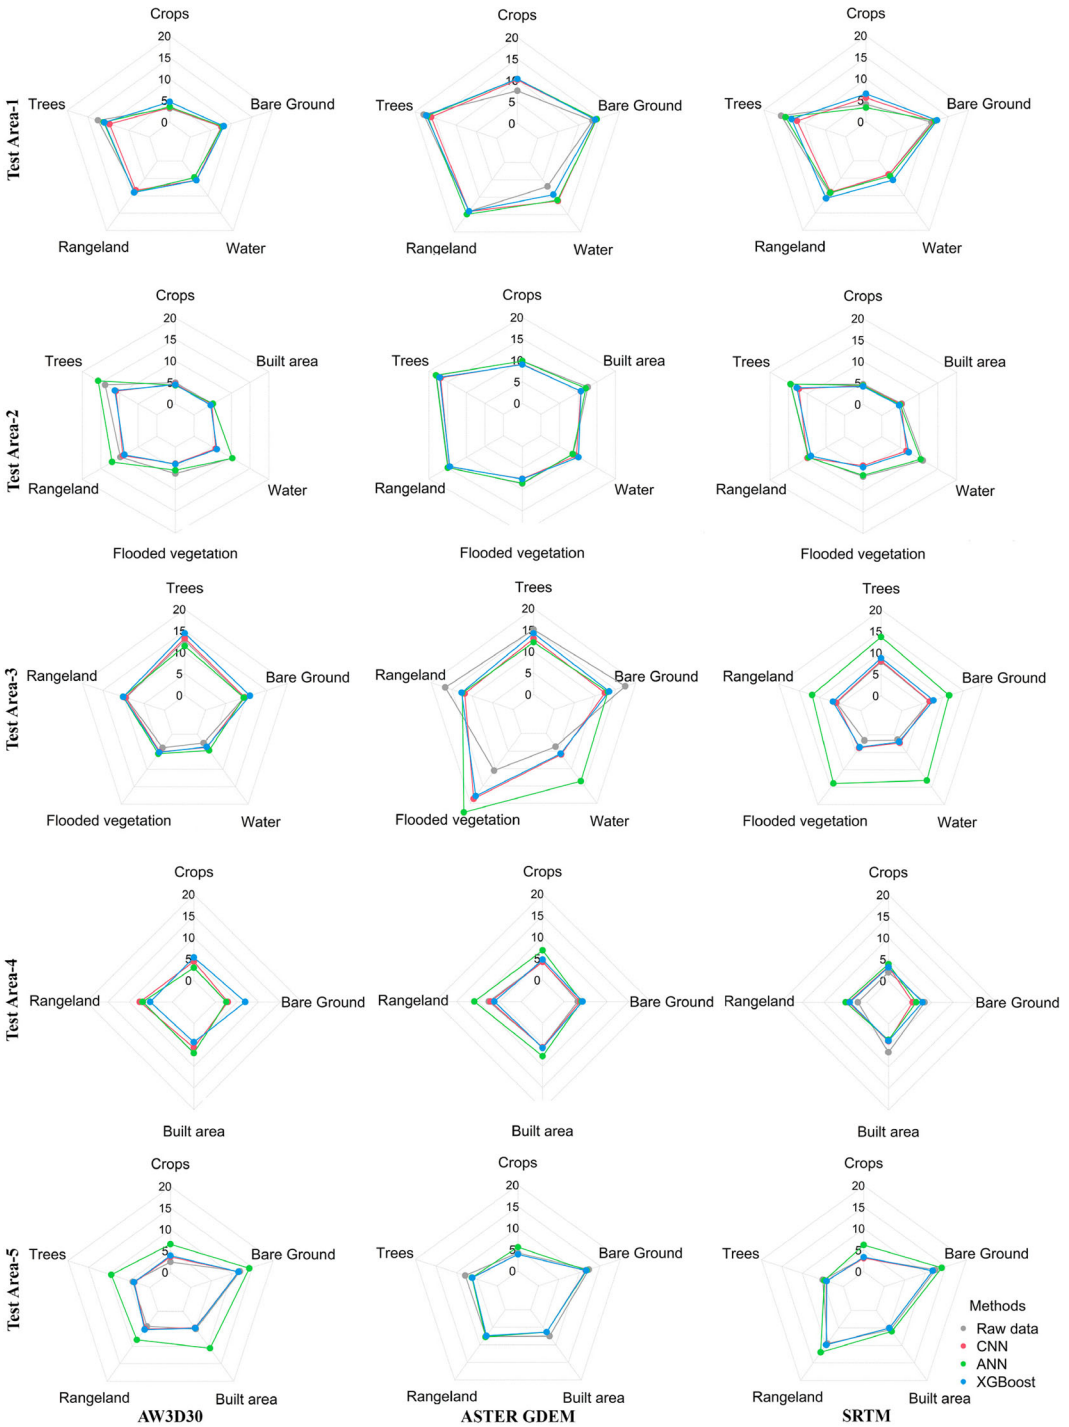 Test Area-1
Crops
20
15
10
5
0
Trees
Bare Ground
Rangeland
Water
Crops
20
15
10
5
0
Trees
Bare Ground
Rangeland
Water
Crops
20
15
10
5
0
Trees
Bare Ground
Rangeland
Water
Test Area-2
Crops
20
15
10
5
0
Trees
Built area
Rangeland
Water
Flooded vegetation
Crops
20
15
10
5
0
Trees
Built area
Rangeland
Water
Flooded vegetation
Crops
20
15
10
5
0
Trees
Built area
Rangeland
Water
Flooded vegetation
Test Area-3
Trees
20
15
10
5
0
Rangeland
Bare Ground
Flooded vegetation
Water
Trees
20
15
10
5
0
Rangeland
Bare Ground
Flooded vegetation
Water
Trees
20
15
10
5
0
Rangeland
Bare Ground
Flooded vegetation
Water
Test Area-4
Crops
20
15
10
5
0
Rangeland
Bare Ground
Built area
Crops
20
15
10
5
0
Rangeland
Bare Ground
Built area
Crops
20
15
10
5
0
Rangeland
Bare Ground
Built area
Test Area-5
Crops
20
15
10
5
0
Trees
Bare Ground
Rangeland
Built area
AW3D30
Crops
20
15
10
5
0
Trees
Bare Ground
Rangeland
Built area
ASTER GDEM
Crops
20
15
10
5
0
Trees
Bare Ground
Rangeland
Built area
SRTM
Methods
Raw data
CNN
ANN
XGBoost